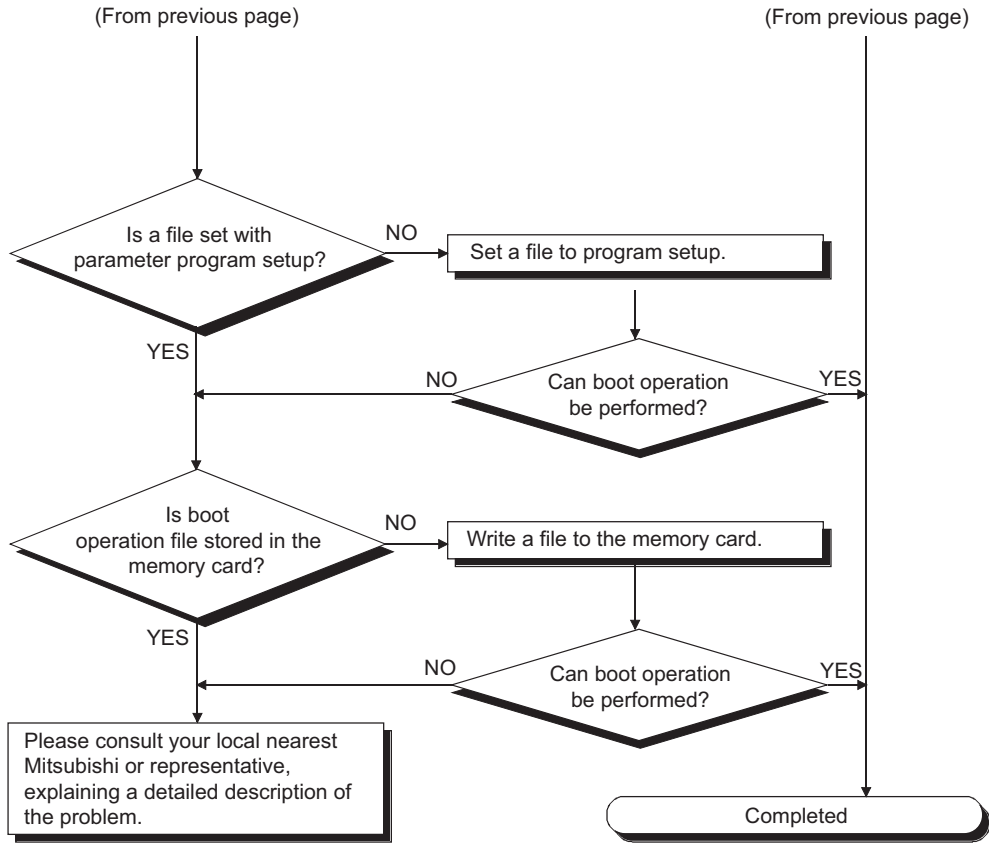 (From previous page)
(From previous page)
Is a file set with
parameter program setup?
NO
Set a file to program setup.
YES
NO
Can boot operation
be performed?
YES
Is boot
operation file stored in the
memory card?
NO
Write a file to the memory card.
YES
NO
Can boot operation
be performed?
YES
Please consult your local nearest
Mitsubishi or representative,
explaining a detailed description of
the problem.
Completed